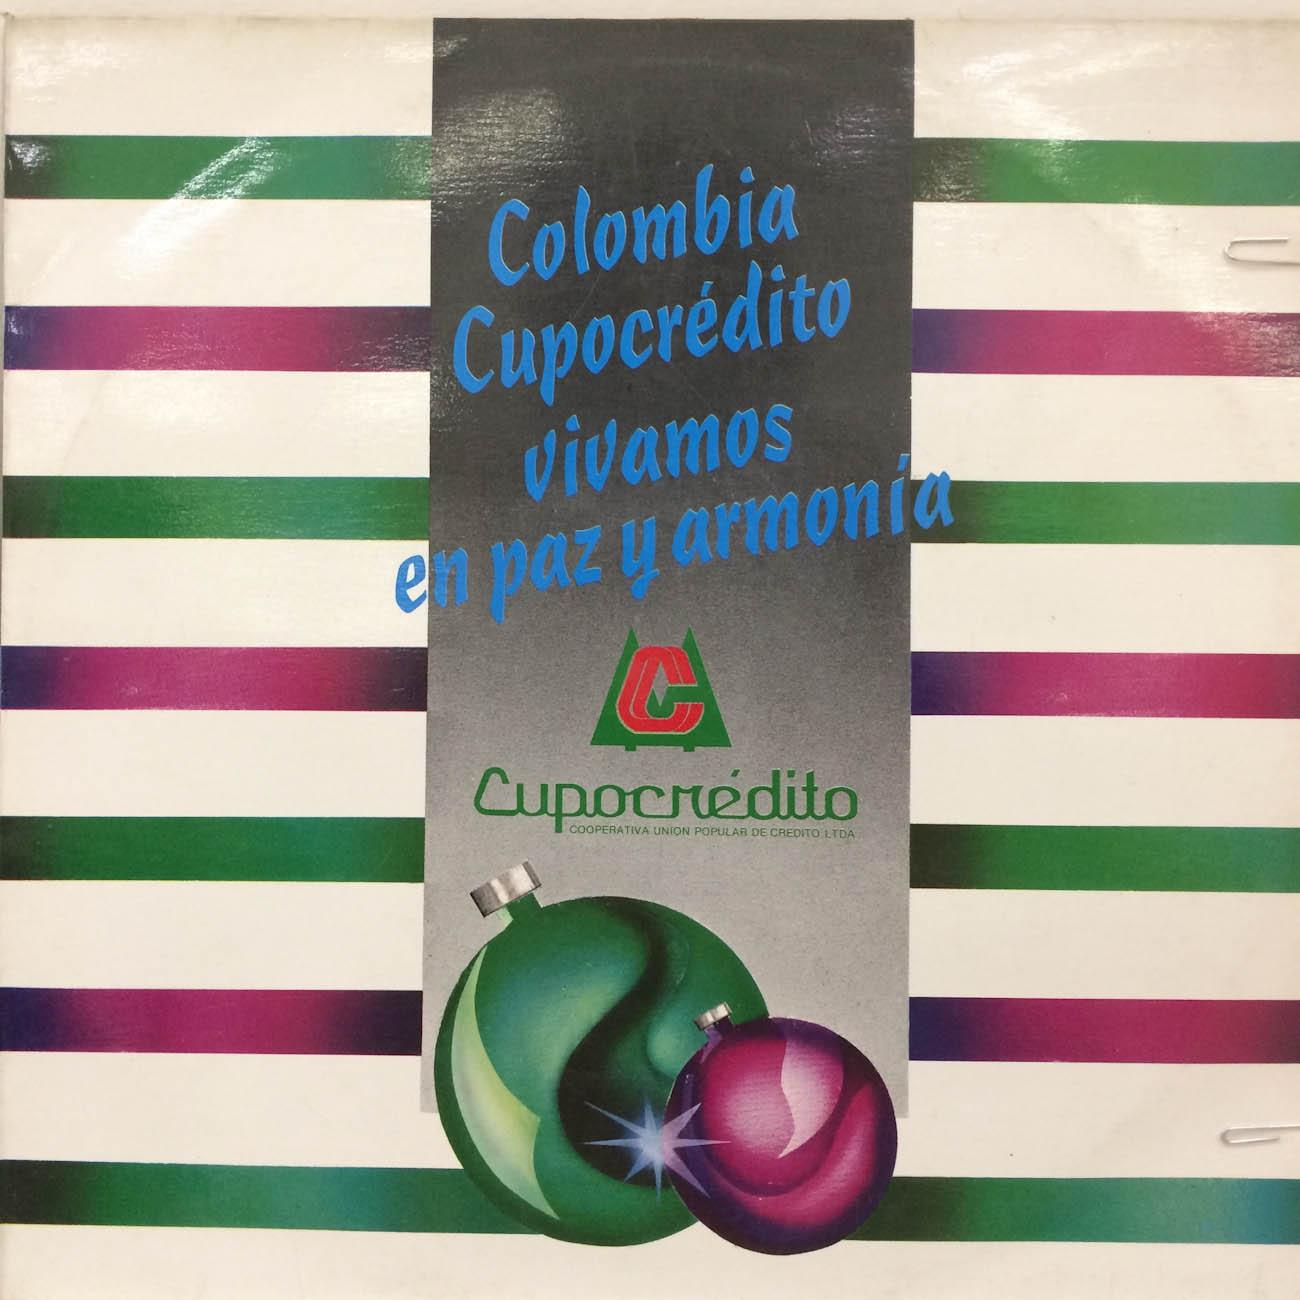 Colombia
Cupocrédito
vivamos
en paz y armonía
Cupocrédito
COOPERATIVA UNION POPULAR DE CREDITO LTDA